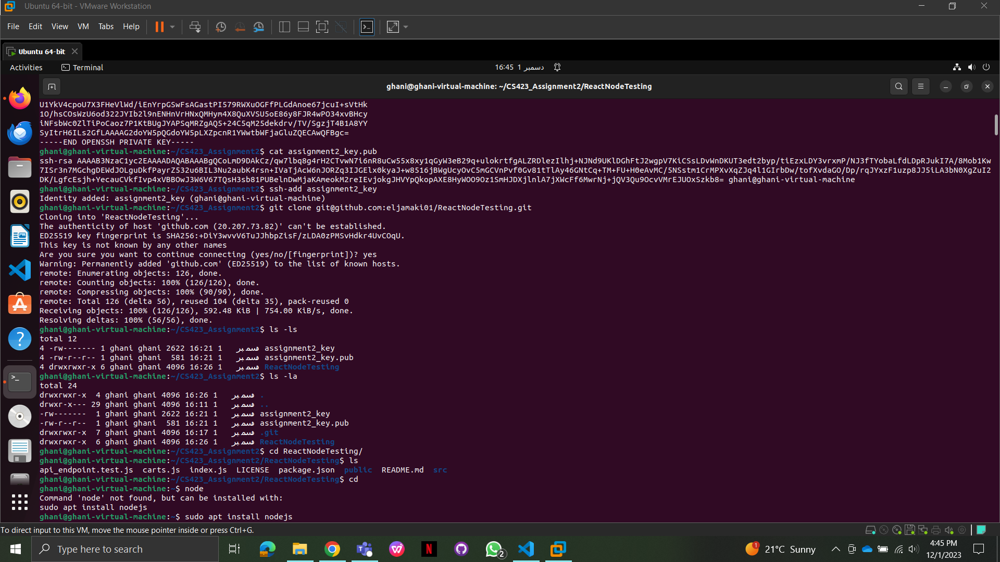 Ubuntu 64-bit - VMware Workstation
File Edit View VM Tabs Help
Ubuntu 64-bit
Activities Terminal 16:45 1 دسمبر
ghani@ghani-virtual-machine: ~/CS423_Assignment2/ReactNodeTesting
U1YkV4cpoU7X3FHeVlWd/iEnYrpGSwFsAGastPI579RWXuOGFfPLGdAnoe67jcuI+sVtHk
1O/hsCOsWzU6od322JYIb2l9nENHnVrHNxQMHym4X8QuXVSU5oE86y8FJR4wPO34xvBHcy
iNFsbWc0ZlTiPoCaoz7P1KtBUgJYAPSqMRZgAQ5+24C5qM25dekdrv/TV/SgzjT4B1A8YY
SyItrH6ILs2GfLAAAAG2doYW5pQGdoYW5pLXZpcnR1YWwtbWFjaGluZQECAwQFBgc=
-----END OPENSSH PRIVATE KEY-----
ghani@ghani-virtual-machine:~/CS423_Assignment2$ cat assignment2_key.pub
ssh-rsa AAAAB3NzaC1yc2EAAAADAQABAAABgQCoLmD9DAkCz/qw7lbq8g4rH2CTvwN7i6nR8uCw55x8xy1qGyW3eB29q+ulokrtfgALZRDlezIlhj+NJNd9UKlDGhFtJ2wgpV7KiCSsLDvWnDKUT3edt2byp/tiEzxLDY3vrxmP/NJ3fTYobaLfdLDpRJukI7A/8Mob1Kw
7ISr3n7MGchgDEWdJOLguDkfPayrZ532u6BIL3Nu2aubK4rsn+IVaTjAcW6nJORZq3IJGElx0kyaJ+w8516jBWgUcyOvC5mGCVnPvf0Gv81tTlAy46GNtCq+TM+FU+H0eAvMC/5NSstm1CrMPXvXqZJq4l1GIrbDw/tofXvdaGO/Dp/rqJYxzF1uzp8JJ5iLA3bN0XgZuI2
DK/LgfcEsjh+YecauCVkfIvp4xVBBOwJ3W6V67TQsH3sb81PUBelnDwMjaKAmeokM2reIEvjokgJHVYpQkopAXE8HyWOO9Oz1SmHJDXjlnlA7jXWcFf6MwrNj+jQV3Qu9OcvVMrEJUOxSzkb8= ghani@ghani-virtual-machine
ghani@ghani-virtual-machine:~/CS423_Assignment2$ ssh-add assignment2_key
Identity added: assignment2_key (ghani@ghani-virtual-machine)
ghani@ghani-virtual-machine:~/CS423_Assignment2$ git clone git@github.com:eljamaki01/ReactNodeTesting.git
Cloning into 'ReactNodeTesting'...
The authenticity of host 'github.com (20.207.73.82)' can't be established.
ED25519 key fingerprint is SHA256:+DiY3wvvV6TuJJhbpZisF/zLDA0zPMSvHdkr4UvCOqU.
This key is not known by any other names
Are you sure you want to continue connecting (yes/no/[fingerprint])? yes
Warning: Permanently added 'github.com' (ED25519) to the list of known hosts.
remote: Enumerating objects: 126, done.
remote: Counting objects: 100% (126/126), done.
remote: Compressing objects: 100% (90/90), done.
remote: Total 126 (delta 56), reused 104 (delta 35), pack-reused 0
Receiving objects: 100% (126/126), 592.48 KiB | 754.00 KiB/s, done.
Resolving deltas: 100% (56/56), done.
ghani@ghani-virtual-machine:~/CS423_Assignment2$ ls -ls
total 12
4 -rw------- 1 ghani ghani 2622 16:21 1 دسمبر assignment2_key
4 -rw-r--r-- 1 ghani ghani 581 16:21 1 دسمبر assignment2_key.pub
4 drwxrwxr-x 6 ghani ghani 4096 16:26 1 دسمبر ReactNodeTesting
ghani@ghani-virtual-machine:~/CS423_Assignment2$ ls -la
total 24
drwxrwxr-x 4 ghani ghani 4096 16:26 1 دسمبر .
drwxr-x--- 29 ghani ghani 4096 16:11 1 دسمبر ..
-rw------- 1 ghani ghani 2622 16:21 1 دسمبر assignment2_key
-rw-r--r-- 1 ghani ghani 581 16:21 1 دسمبر assignment2_key.pub
drwxrwxr-x 7 ghani ghani 4096 16:17 1 دسمبر .git
drwxrwxr-x 6 ghani ghani 4096 16:26 1 دسمبر ReactNodeTesting
ghani@ghani-virtual-machine:~/CS423_Assignment2$ cd ReactNodeTesting/
ghani@ghani-virtual-machine:~/CS423_Assignment2/ReactNodeTesting$ ls
api_endpoint.test.js carts.js index.js LICENSE package.json public README.md src
ghani@ghani-virtual-machine:~/CS423_Assignment2/ReactNodeTesting$ cd
ghani@ghani-virtual-machine:~$ node
Command 'node' not found, but can be installed with:
sudo apt install nodejs
ghani@ghani-virtual-machine:~$ sudo apt install nodejs
To direct input to this VM, move the mouse pointer inside or press Ctrl+G.
Type here to search
2
1
21°C Sunny
4:45 PM
12/1/2023